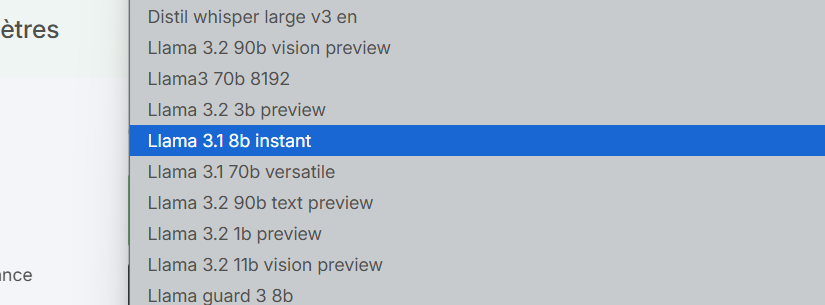 ètres
ance
Distil whisper large v3 en
Llama 3.2 90b vision preview
Llama3 70b 8192
Llama 3.2 3b preview
Llama 3.1 8b instant
Llama 3.1 70b versatile
Llama 3.2 90b text preview
Llama 3.2 1b preview
Llama 3.2 11b vision preview
Llama guard 3 8b